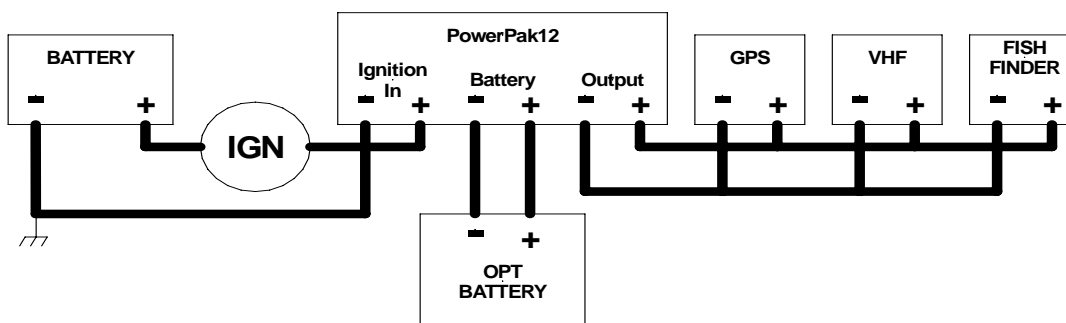 BATTERY
- +
IGN
PowerPak12
Ignition In
- +
Battery
- +
Output
- +
GPS
- +
VHF
- +
FISH
FINDER
- +
- +
OPT
BATTERY